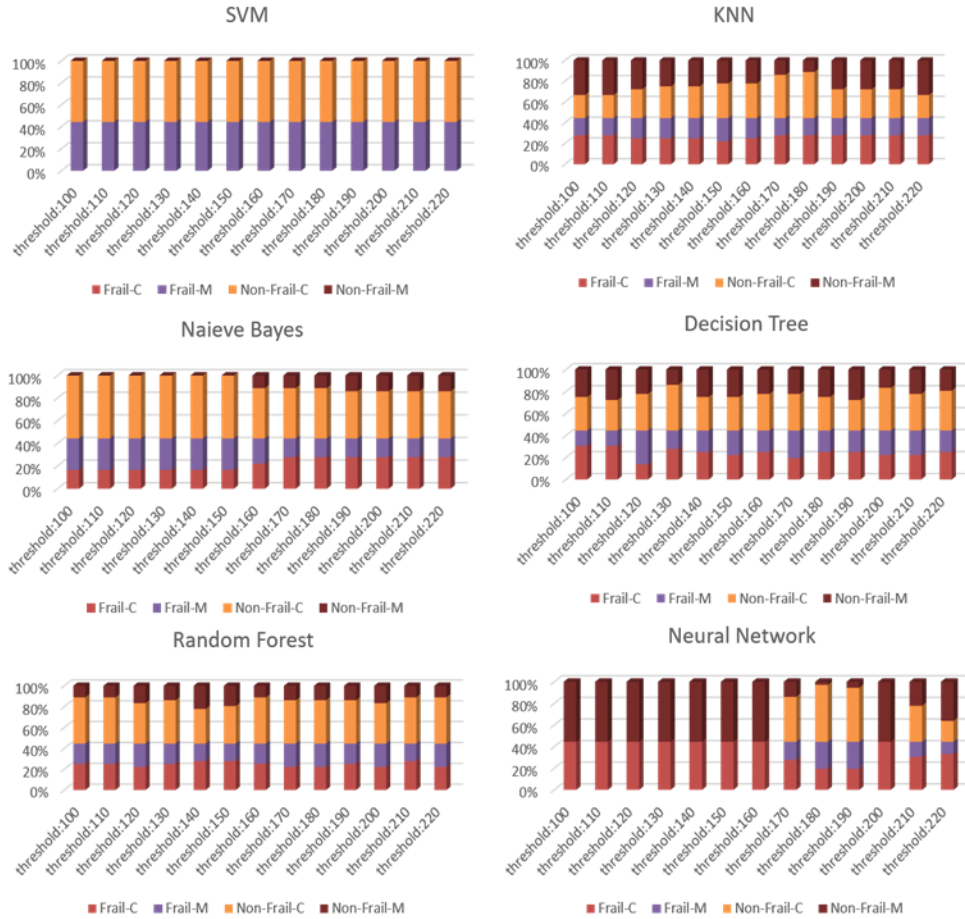 SVM
100%
80%
60%
40%
20%
0%
threshold:100
threshold:110
threshold:120
threshold:130
threshold:140
threshold:150
threshold:160
threshold:170
threshold:180
threshold:190
threshold:200
threshold:210
threshold:220
Frail-C Frail-M Non-Frail-C Non-Frail-M
KNN
100%
80%
60%
40%
20%
0%
threshold:100
threshold:110
threshold:120
threshold:130
threshold:140
threshold:150
threshold:160
threshold:170
threshold:180
threshold:190
threshold:200
threshold:210
threshold:220
Frail-C Frail-M Non-Frail-C Non-Frail-M
Naieve Bayes
100%
80%
60%
40%
20%
0%
threshold:100
threshold:110
threshold:120
threshold:130
threshold:140
threshold:150
threshold:160
threshold:170
threshold:180
threshold:190
threshold:200
threshold:210
threshold:220
Frail-C Frail-M Non-Frail-C Non-Frail-M
Decision Tree
100%
80%
60%
40%
20%
0%
threshold:100
threshold:110
threshold:120
threshold:130
threshold:140
threshold:150
threshold:160
threshold:170
threshold:180
threshold:190
threshold:200
threshold:210
threshold:220
Frail-C Frail-M Non-Frail-C Non-Frail-M
Random Forest
100%
80%
60%
40%
20%
0%
threshold:100
threshold:110
threshold:120
threshold:130
threshold:140
threshold:150
threshold:160
threshold:170
threshold:180
threshold:190
threshold:200
threshold:210
threshold:220
Frail-C Frail-M Non-Frail-C Non-Frail-M
Neural Network
100%
80%
60%
40%
20%
0%
threshold:100
threshold:110
threshold:120
threshold:130
threshold:140
threshold:150
threshold:160
threshold:170
threshold:180
threshold:190
threshold:200
threshold:210
threshold:220
Frail-C Frail-M Non-Frail-C Non-Frail-M